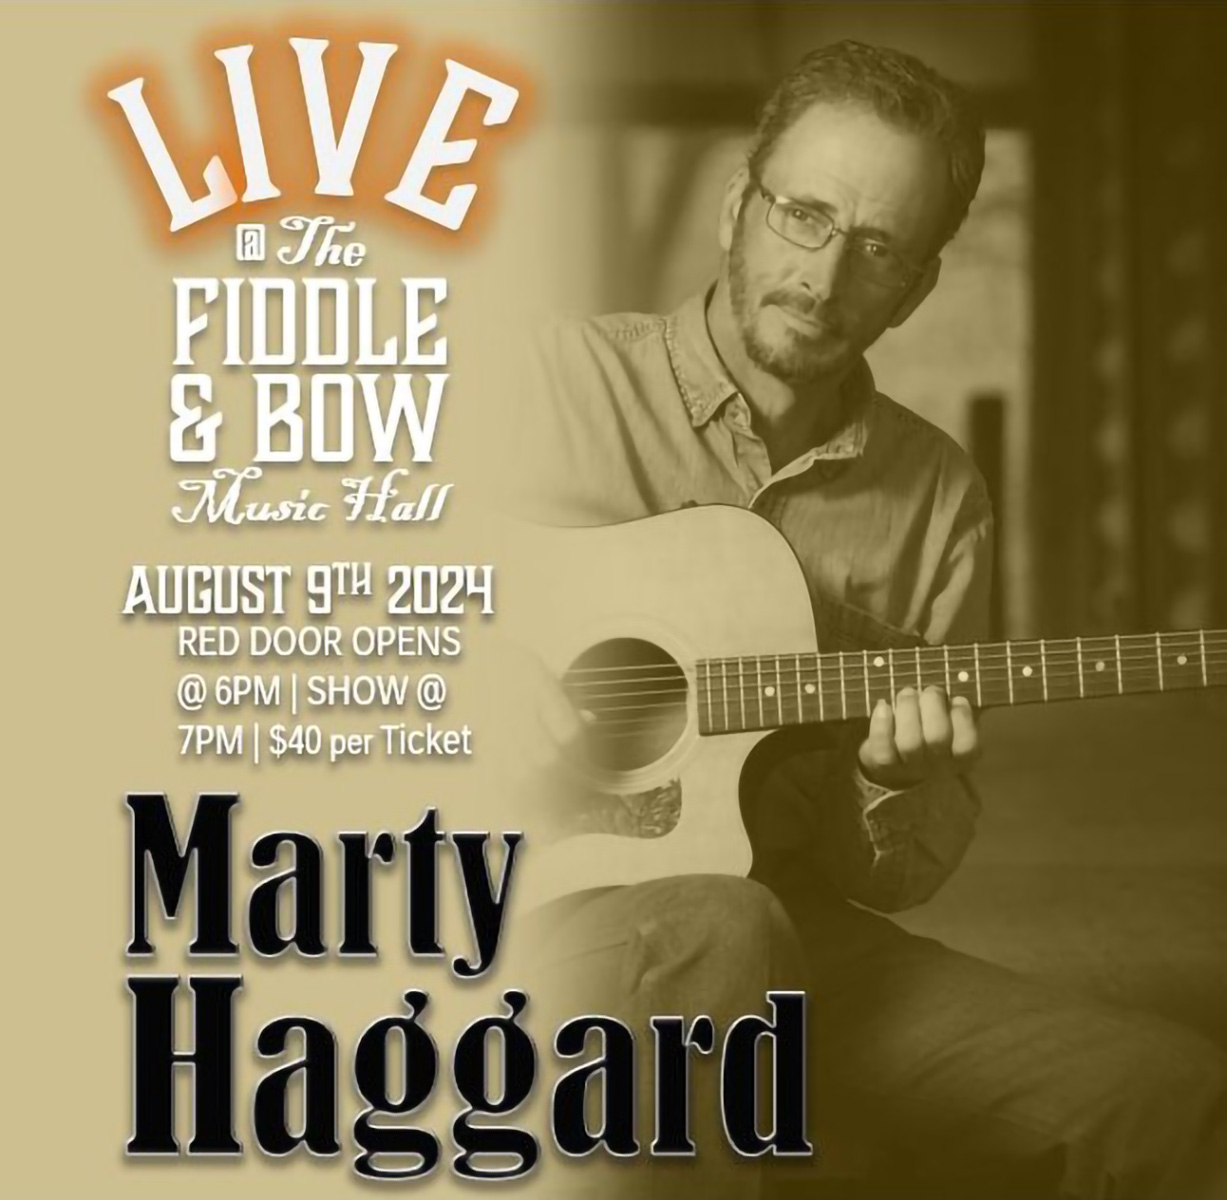 LIVE
@ The
FIDDLE
& BOW
Music Hall
AUGUST 9TH 2024
RED DOOR OPENS
@ 6PM | SHOW @
7PM | $40 per Ticket
Marty
Haggard